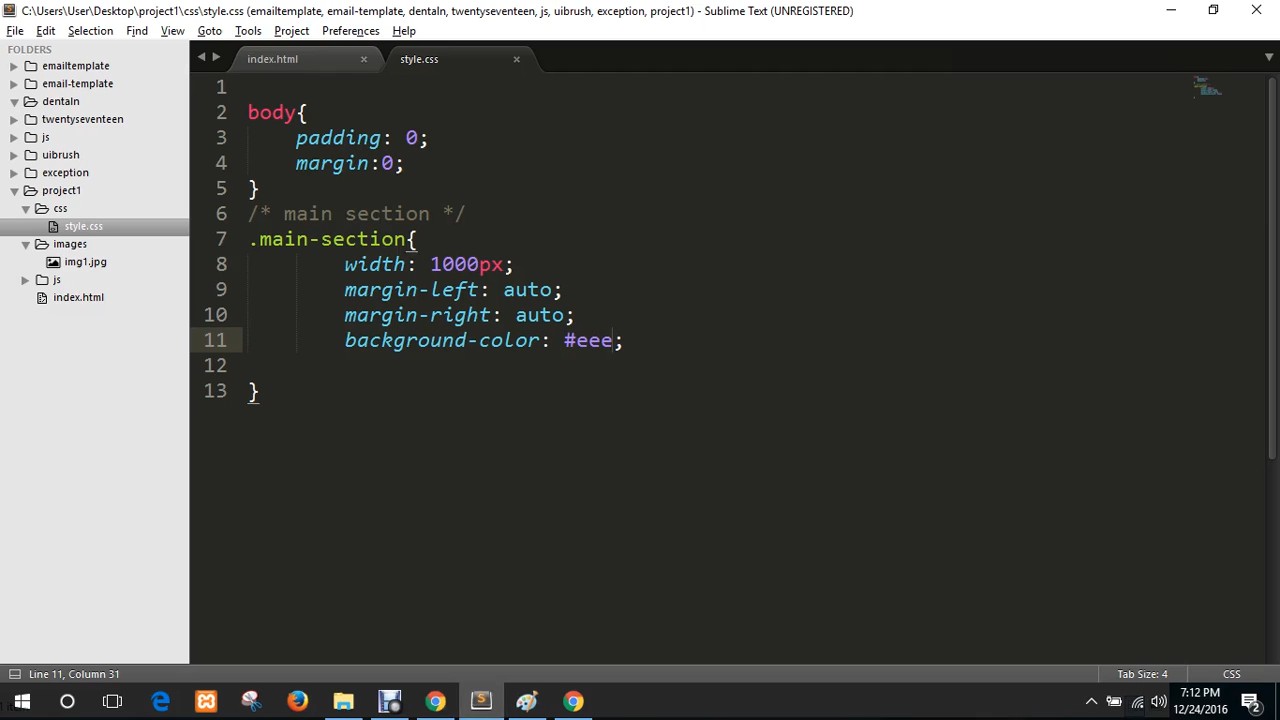 C:\Users\User\Desktop\project1\css\style.css (emailtemplate, email-template, dentaln, twentyseventeen, js, uibrush, exception, project1) - Sublime Text (UNREGISTERED)
File Edit Selection Find View Goto Tools Project Preferences Help
FOLDERS
emailtemplate
email-template
dentaln
twentyseventeen
js
uibrush
exception
project1
css
style.css
images
img1.jpg
js
index.html
index.html style.css
1
2 body{
3 padding: 0;
4 margin:0;
5 }
6 /* main section */
7 .main-section{
8 width: 1000px;
9 margin-left: auto;
10 margin-right: auto;
11 background-color: #eee;
12
13 }
Line 11, Column 31 Tab Size: 4 CSS
7:12 PM
12/24/2016
2